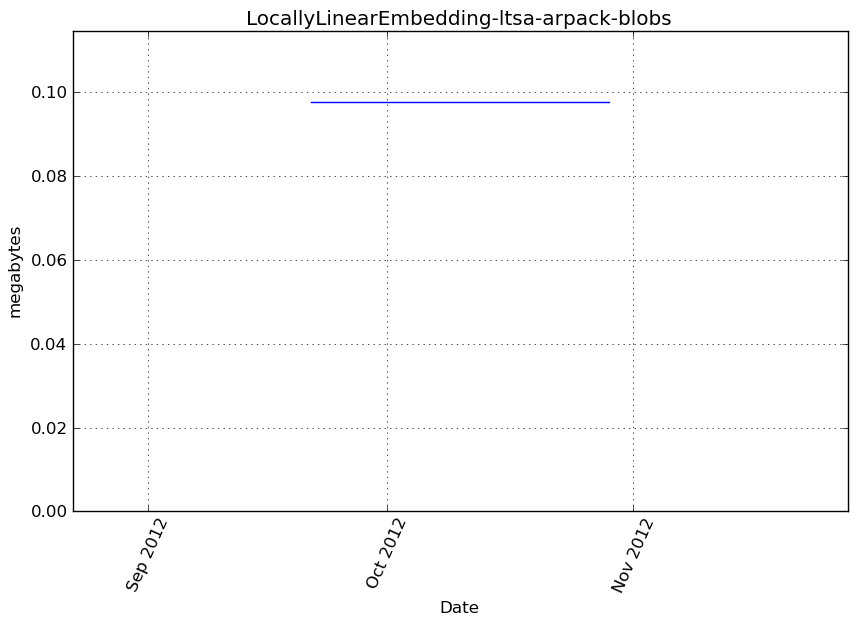 LocallyLinearEmbedding-ltsa-arpack-blobs
megabytes
0.10
0.08
0.06
0.04
0.02
0.00
Sep 2012
Oct 2012
Nov 2012
Date